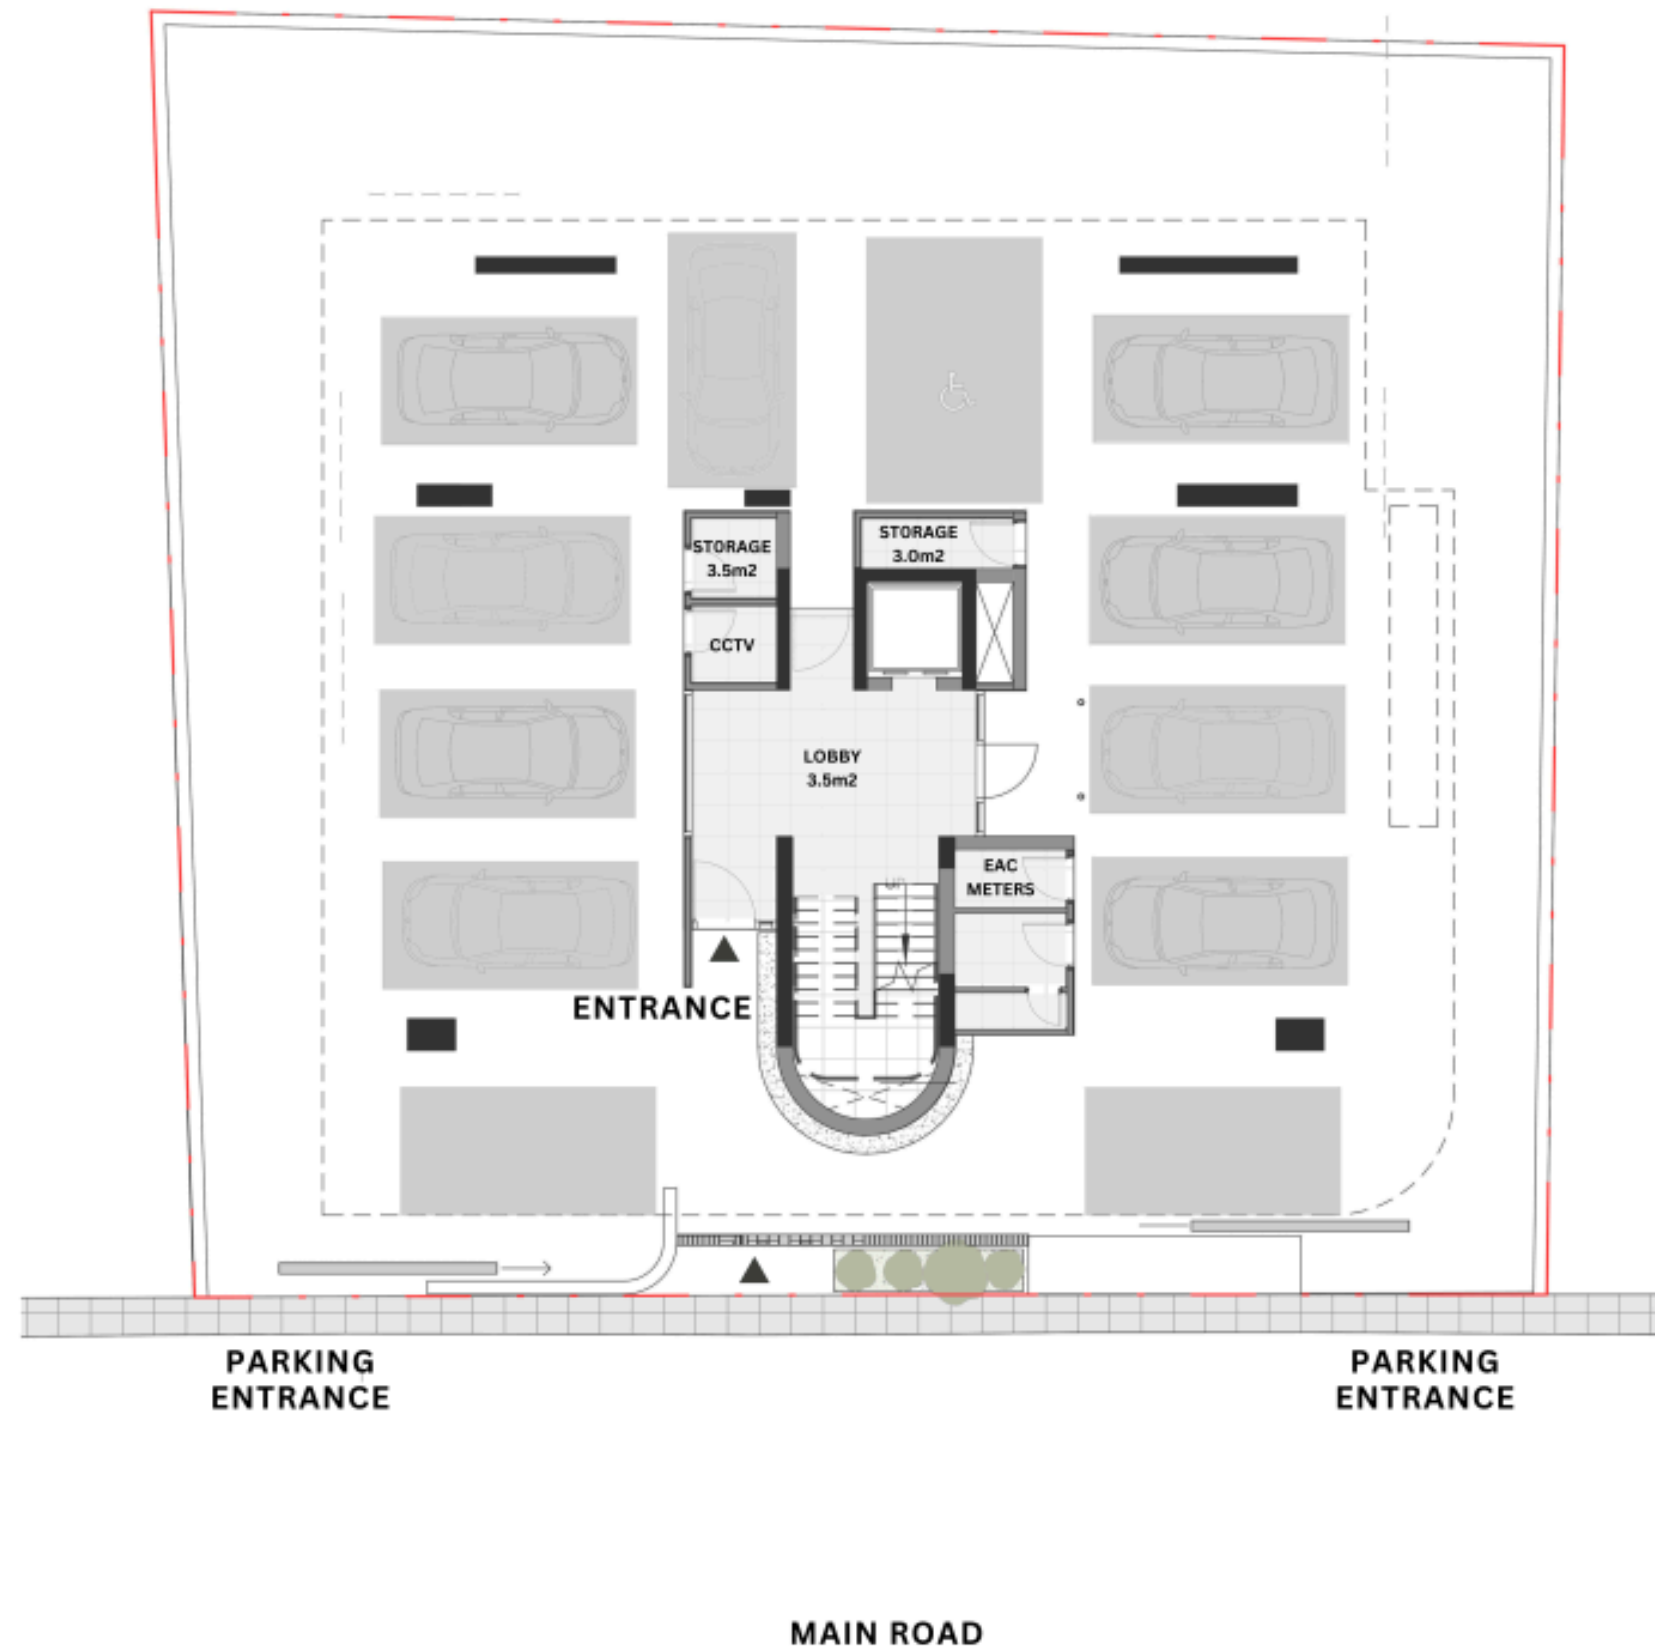 STORAGE
3.5m2
STORAGE
3.0m2
CCTV
LOBBY
3.5m2
EAC
METERS
UP
ENTRANCE
PARKING
ENTRANCE
PARKING
ENTRANCE
MAIN ROAD